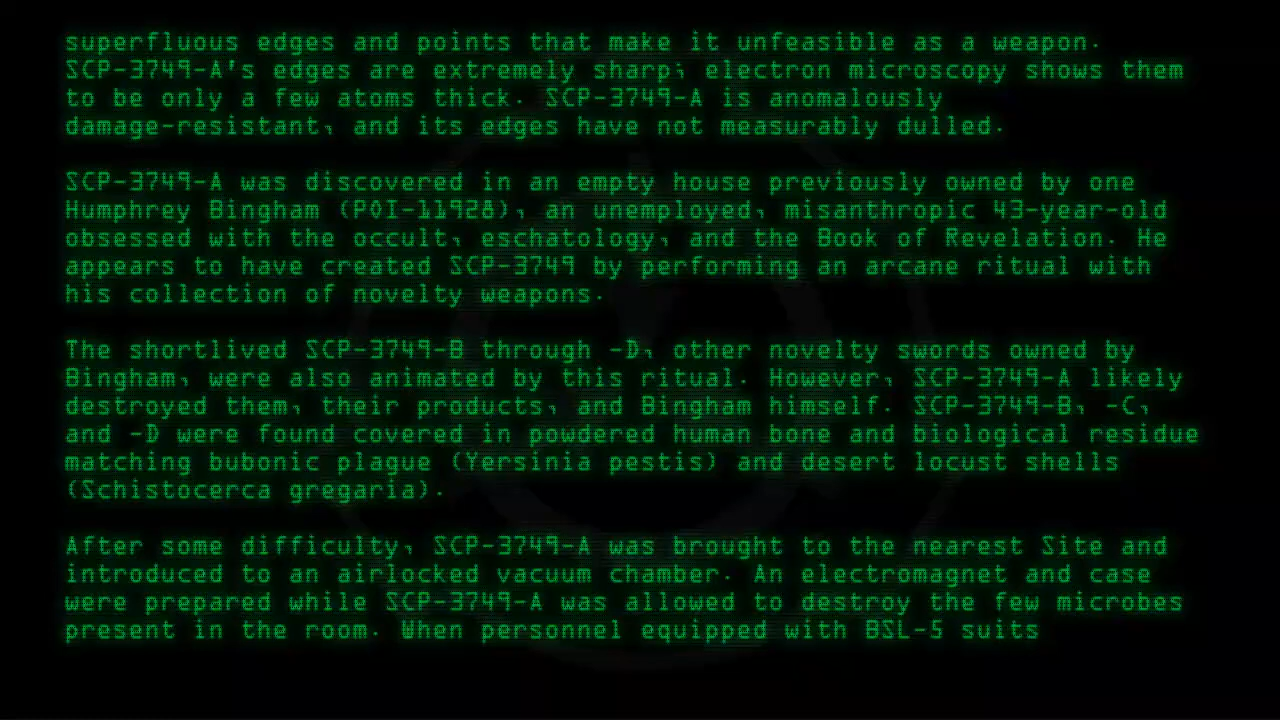 superfluous edges and points that make it unfeasible as a weapon.
SCP-3749-A's edges are extremely sharp; electron microscopy shows them
to be only a few atoms thick. SCP-3749-A is anomalously
damage-resistant, and its edges have not measurably dulled.
SCP-3749-A was discovered in an empty house previously owned by one
Humphrey Bingham (POI-11928), an unemployed, misanthropic 43-year-old
obsessed with the occult, eschatology, and the Book of Revelation. He
appears to have created SCP-3749 by performing an arcane ritual with
his collection of novelty weapons.
The shortlived SCP-3749-B through -D, other novelty swords owned by
Bingham, were also animated by this ritual. However, SCP-3749-A likely
destroyed them, their products, and Bingham himself. SCP-3749-B, -C,
and -D were found covered in powdered human bone and biological residue
matching bubonic plague (Yersinia pestis) and desert locust shells
(Schistocerca gregaria).
After some difficulty, SCP-3749-A was brought to the nearest Site and
introduced to an airlocked vacuum chamber. An electromagnet and case
were prepared while SCP-3749-A was allowed to destroy the few microbes
present in the room. When personnel equipped with BSL-5 suits